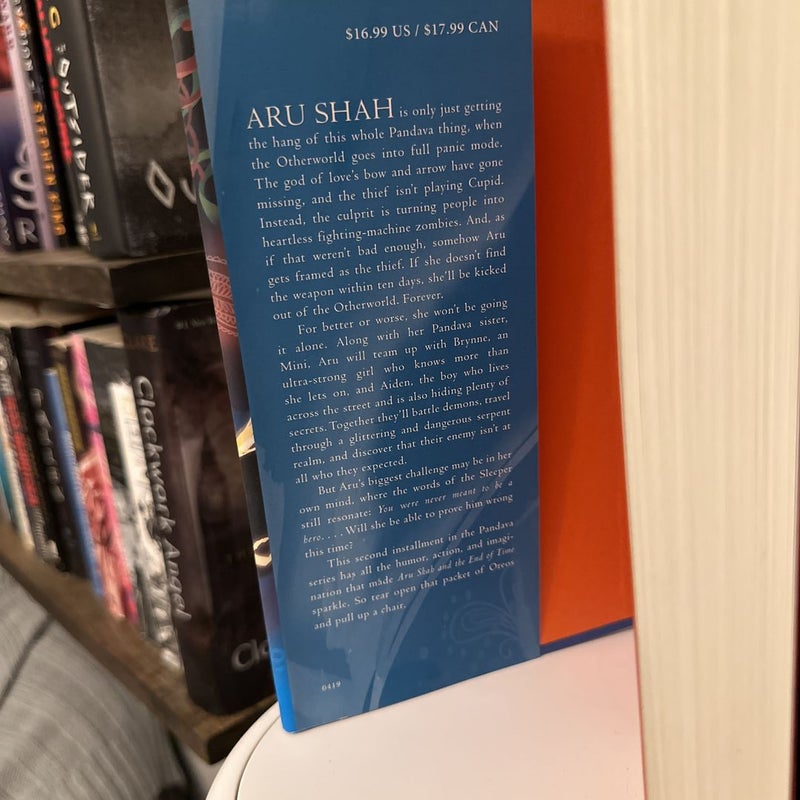 $16.99 US / $17.99 CAN
ARU SHAH is only just getting
the hang of this whole Pandava thing, when
the Otherworld goes into full panic mode.
The god of love's bow and arrow have gone
missing, and the thief isn't playing Cupid.
Instead, the culprit is turning people into
heartless fighting-machine zombies. And, as
if that weren't bad enough, somehow Aru
gets framed as the thief. If she doesn't find
the weapon within ten days, she'll be kicked
out of the Otherworld. Forever.
For better or worse, she won't be going
it alone. Along with her Pandava sister,
Mini, Aru will team up with Brynne, an
ultra-strong girl who knows more than
she lets on, and Aiden, the boy who lives
across the street and is also hiding plenty of
secrets. Together they'll battle demons, travel
through a glittering and dangerous serpent
realm, and discover that their enemy isn't at
all who they expected.
But Aru's biggest challenge may be in her
own mind, where the words of the Sleeper
still resonate: You were never meant to be a
hero. . . . Will she be able to prove him wrong
this time?
This second installment in the Pandava
series has all the humor, action, and imagi-
nation that made Aru Shah and the End of Time
sparkle. So tear open that packet of Oreos
and pull up a chair.
0419
STEPHEN KING
OUTSIDER
Clockwork Angel
CLARE